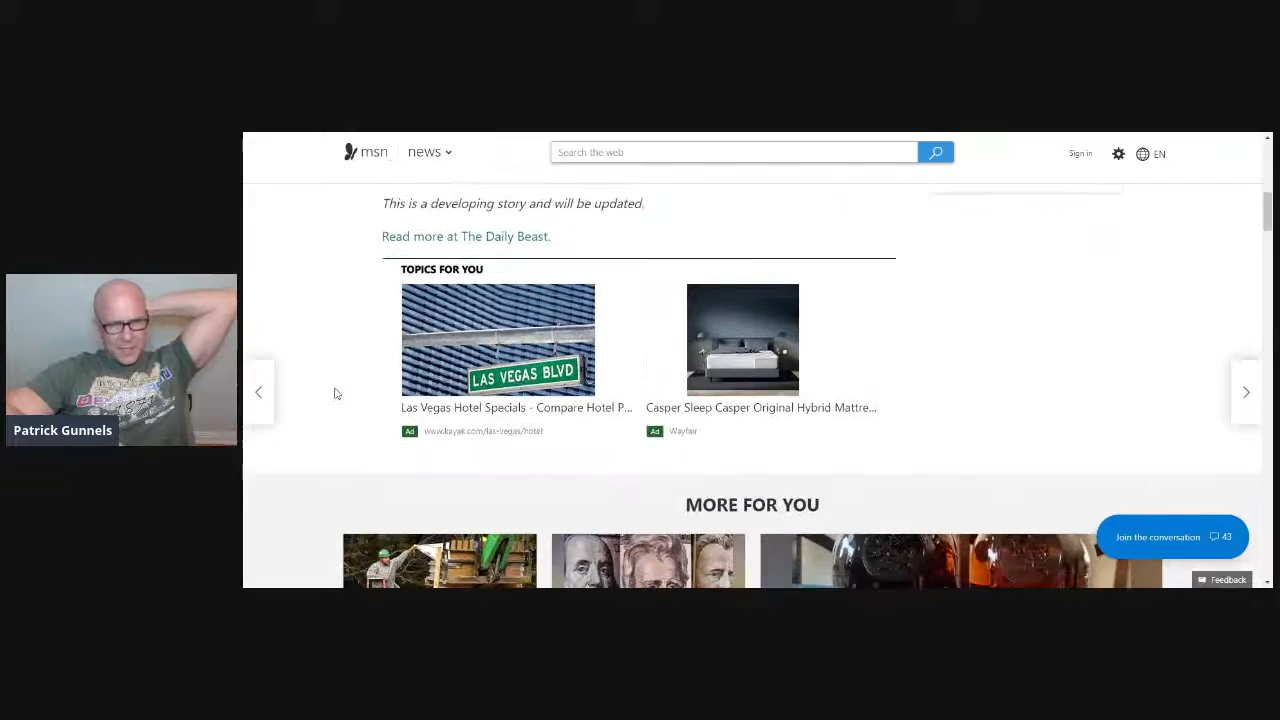 msn
news
Search the web
Sign in
EN
This is a developing story and will be updated.
Read more at The Daily Beast.
TOPICS FOR YOU
LAS VEGAS BLVD
Las Vegas Hotel Specials - Compare Hotel P...
Ad www.kayak.com/las-vegas/hotel
Casper Sleep Casper Original Hybrid Mattre...
Ad Wayfair
Patrick Gunnels
MORE FOR YOU
Join the conversation 43
Feedback